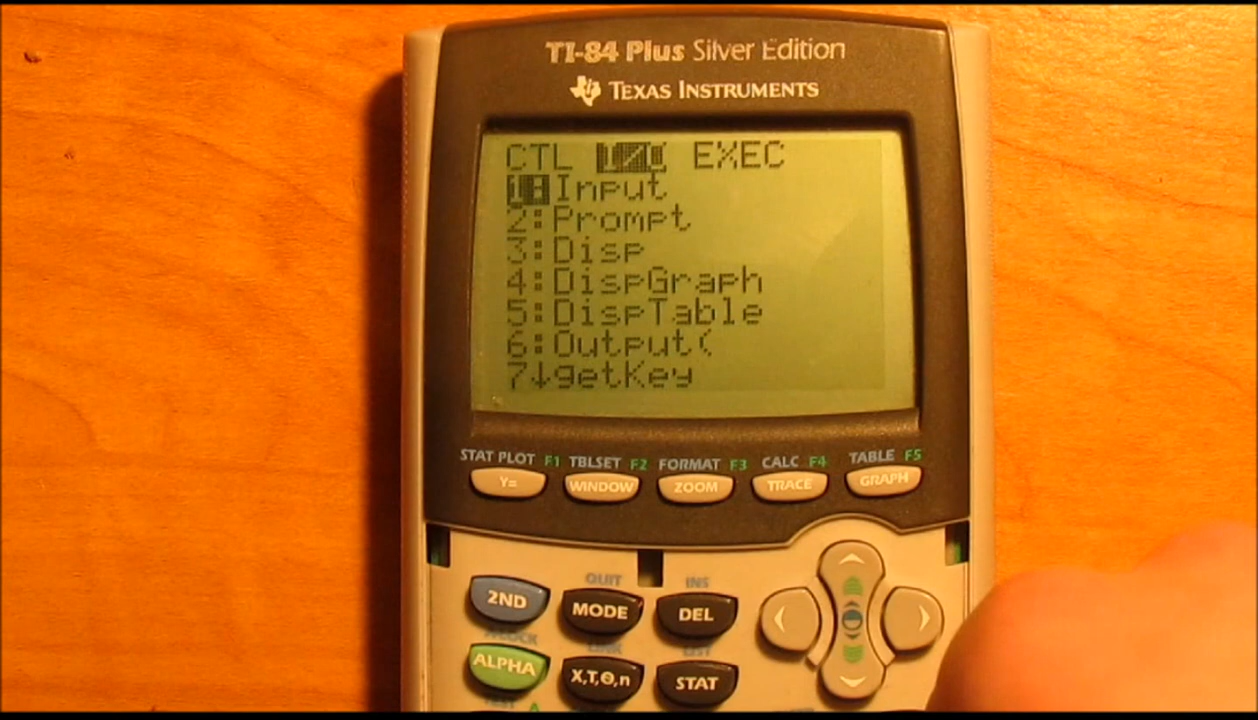 TI-84 Plus Silver Edition
TEXAS INSTRUMENTS
CTL I/O EXEC
1:Input
2:Prompt
3:Disp
4:DispGraph
5:DispTable
6:Output(
7↓getKey
STAT PLOT F1 TBLSET F2 FORMAT F3 CALC F4 TABLE F5
Y= WINDOW ZOOM TRACE GRAPH
QUIT INS
2ND MODE DEL
A-LOCK LINK LIST
ALPHA X,T,Θ,n STAT
TEST A